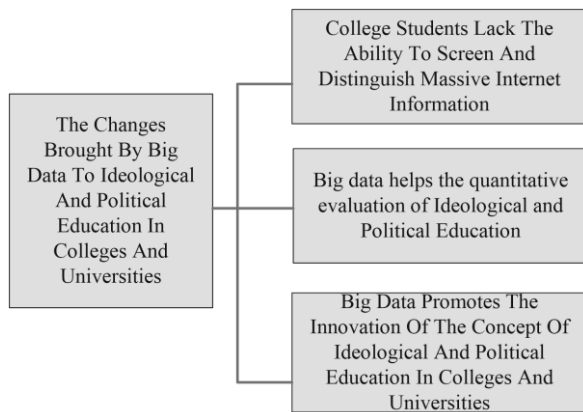 The Changes
Brought By Big
Data To Ideological
And Political
Education In
Colleges And
Universities
College Students Lack The
Ability To Screen And
Distinguish Massive Internet
Information
Big data helps the quantitative
evaluation of Ideological and
Political Education
Big Data Promotes The
Innovation Of The Concept Of
Ideological And Political
Education In Colleges And
Universities